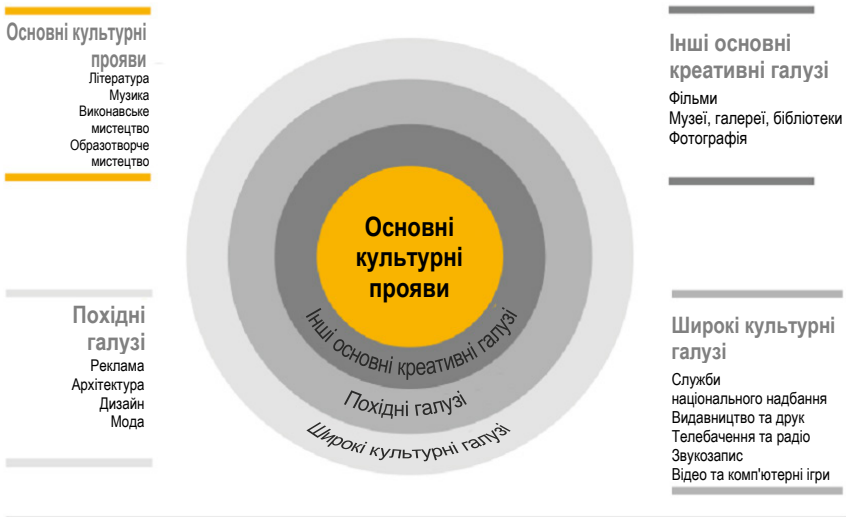 Основні культурні
прояви
Література
Музика
Виконавське
мистецтво
Образотворче
мистецтво
Інші основні
креативні галузі
Фільми
Музеї, галереї, бібліотеки
Фотографія
Основні
культурні
прояви
Інші основні креативні галузі
Похідні галузі
Широкі культурні галузі
Похідні
галузі
Реклама
Архітектура
Дизайн
Мода
Широкі культурні
галузі
Служби
національного надбання
Видавництво та друк
Телебачення та радіо
Звукозапис
Відео та комп'ютерні ігри